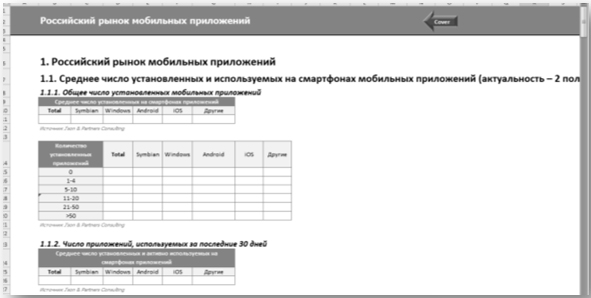 Российский рынок мобильных приложений
Сонет
1. Российский рынок мобильных приложений
1.1. Среднее число установленных и используемых на смартфонах мобильных приложений (актуальность – 2 пол
1.1.1. Общее число установленных мобильных приложений
Среднее число установленных на смартфонах приложений
Total Symbian Windows Android iOS Другие
Источник: J'son & Partners Consulting
Количество
установленных
приложений
Total Symbian Windows Android iOS Другие
0
1-4
5-10
11-20
21-50
>50
Источник: J'son & Partners Consulting
1.1.2. Число приложений, используемых за последние 30 дней
Среднее число установленных и активно используемых на
смартфонах приложений
Total Symbian Windows Android iOS Другие
Источник: J'son & Partners Consulting